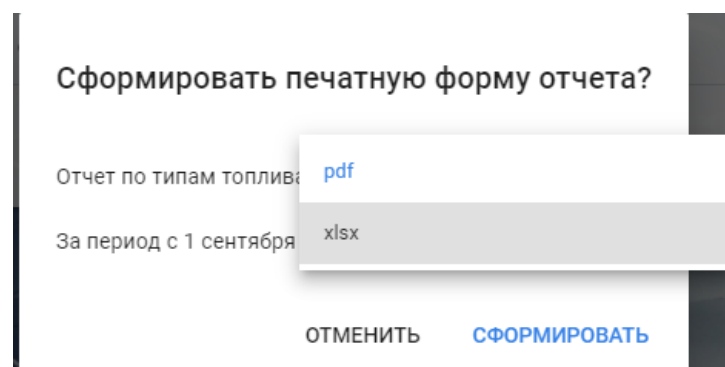 Сформировать печатную форму отчета?
Отчет по типам топлива
pdf
За период с 1 сентября
xlsx
ОТМЕНИТЬ СФОРМИРОВАТЬ